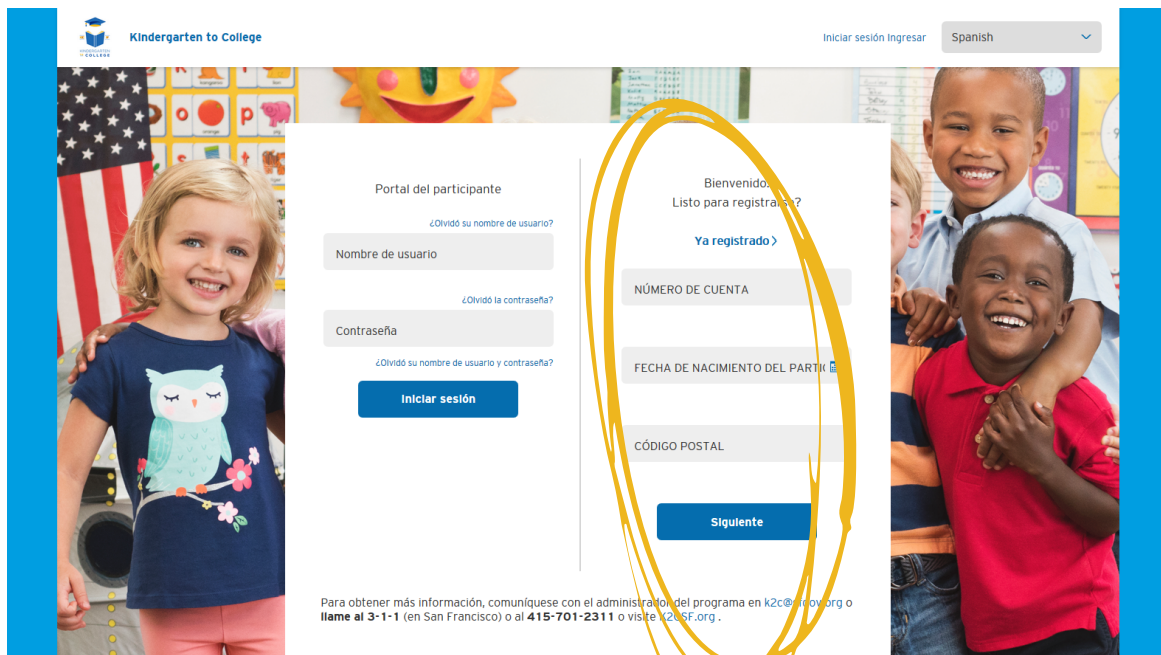 Kindergarten to College
Iniciar sesión Ingresar
Spanish
KINDERGARTEN
to COLLEGE
Portal del participante
¿Olvidó su nombre de usuario?
Nombre de usuario
¿Olvidó la contraseña?
Contraseña
¿Olvidó su nombre de usuario y contraseña?
Iniciar sesión
Bienvenido.
Listo para registrarse?
Ya registrado
NÚMERO DE CUENTA
FECHA DE NACIMIENTO DEL
CÓDIGO POSTAL
Siguiente
Para obtener más información, comuníquese con el administrador del programa en k2c@sfgov.org o
llame al 3-1-1 (en San Francisco) o al 415-701-2311 o visite K2CSF.org .